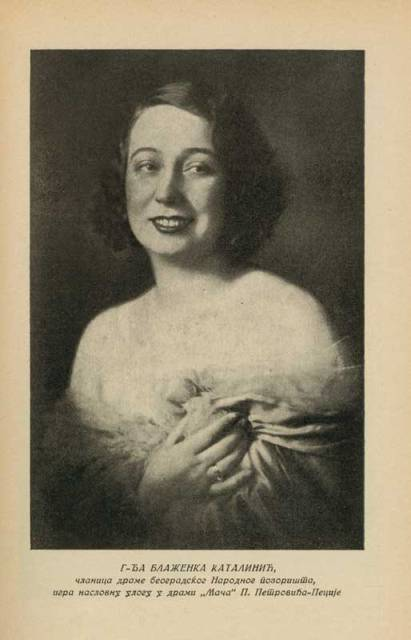 Г-ЂА БЛАЖЕНКА КАТАЛИНИЋ,
чланица драме београдског Народног позоришта,
игра насловну улогу у драми „Мача“ П. Петровића-Пеције